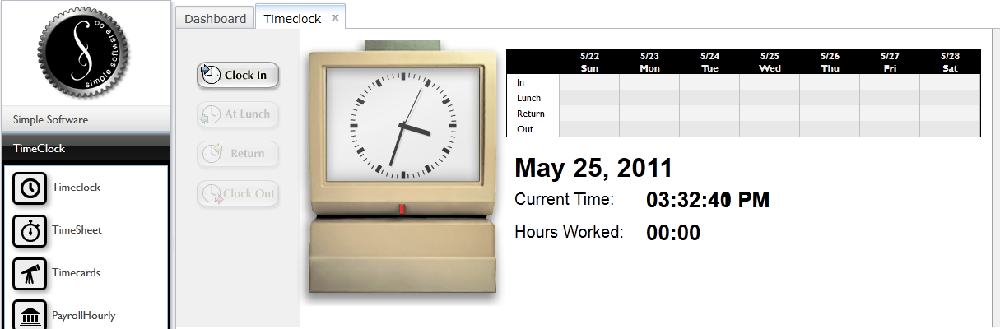 simple software co
Dashboard
Timeclock x
Simple Software
TimeClock
Timeclock
TimeSheet
Timecards
PayrollHourly
Clock In
At Lunch
Return
Clock Out
5/22 5/23 5/24 5/25 5/26 5/27 5/28
Sun Mon Tue Wed Thu Fri Sat
In
Lunch
Return
Out
May 25, 2011
Current Time: 03:32:40 PM
Hours Worked: 00:00